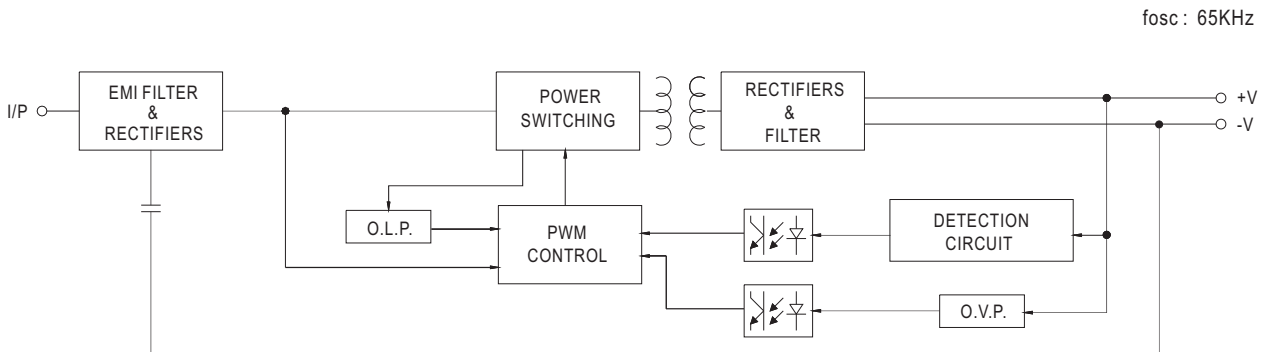 fosc : 65KHz
I/P
EMI FILTER
&
RECTIFIERS
POWER
SWITCHING
RECTIFIERS
&
FILTER
+V
-V
O.L.P.
PWM
CONTROL
DETECTION
CIRCUIT
O.V.P.